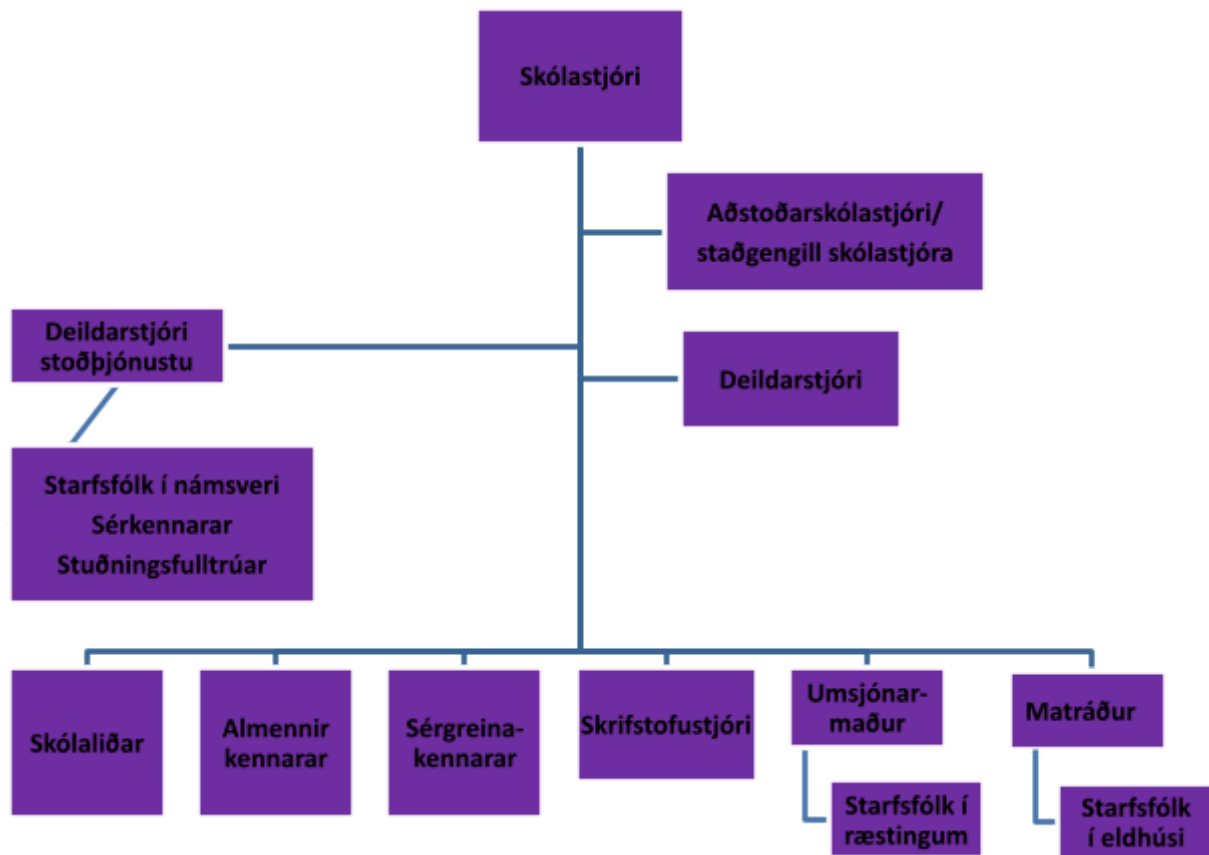 Skólastjóri
Aðstoðarskólastjóri/
staðgengill skólastjóra
Deildarstjóri
stoðþjónustu
Deildarstjóri
Starfsfólk í námsveri
Sérkennarar
Stuðningsfulltrúar
Skólaliðar
Almennir
kennarar
Sérgreina-
kennarar
Skrifstofustjóri
Umsjónar-
maður
Matráður
Starfsfólk í
ræstingum
Starfsfólk
í eldhúsi